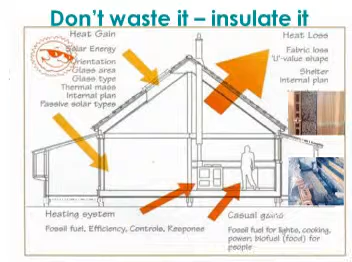 Don't waste it – insulate it
Heat Gain
Solar Energy
Orientation
Glass area
Glass type
Thermal mass
Internal plan
Passive solar types
Heat Loss
Fabric loss
'U'-value shape
Shelter
Internal plan
Heating system
Fossil fuel, Efficiency, Controls, Response
Casual gains
Fossil fuel for lights, cooking,
power; biofuel (food) for
people